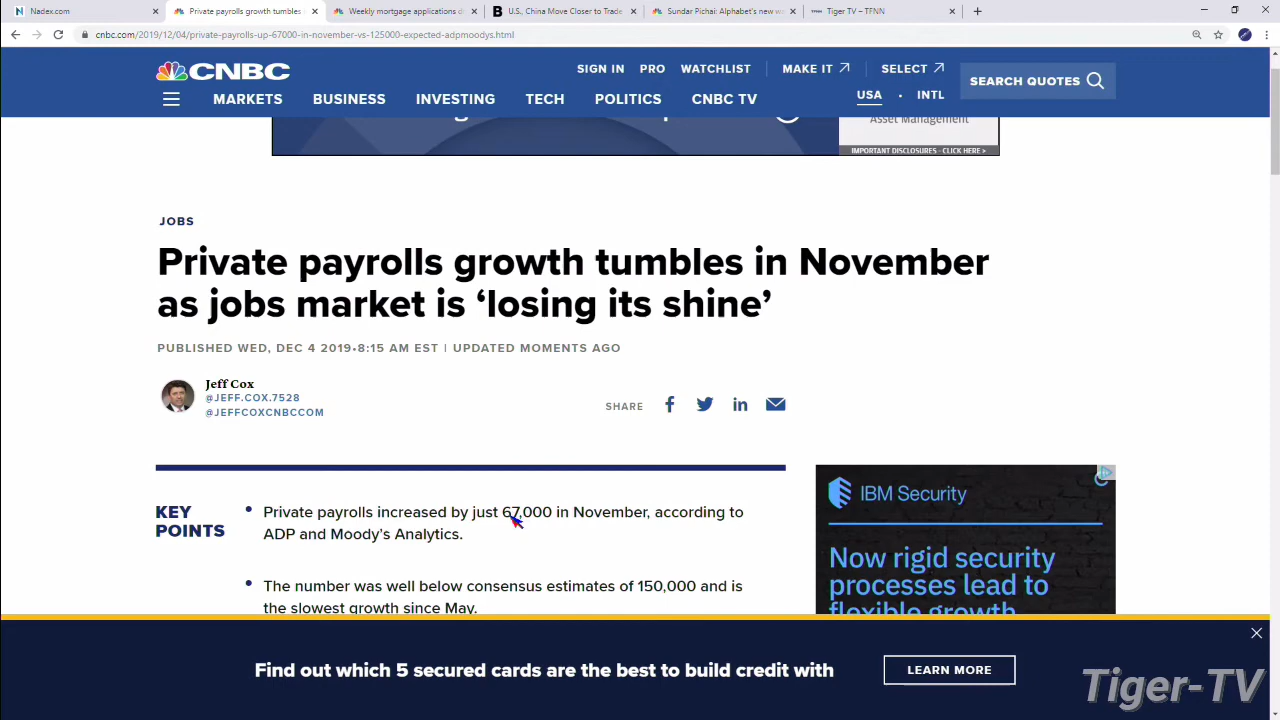 Nadex.com
Private payrolls growth tumbles
Weekly mortgage applications d
U.S., China Move Closer to Trade
Sundar Pichai: Alphabet's new w
Tiger TV – TFNN
cnbc.com/2019/12/04/private-payrolls-up-67000-in-november-vs-125000-expected-adpmoodys.html
CNBC
SIGN IN PRO WATCHLIST MAKE IT SELECT
SEARCH QUOTES
MARKETS BUSINESS INVESTING TECH POLITICS CNBC TV
USA • INTL
Asset Management
IMPORTANT DISCLOSURES - CLICK HERE >
JOBS
Private payrolls growth tumbles in November
as jobs market is ‘losing its shine’
PUBLISHED WED, DEC 4 2019•8:15 AM EST | UPDATED MOMENTS AGO
Jeff Cox
@JEFF.COX.7528
@JEFFCOXCNBCCOM
SHARE
KEY
POINTS
• Private payrolls increased by just 67,000 in November, according to
ADP and Moody's Analytics.
• The number was well below consensus estimates of 150,000 and is
the slowest growth since May.
IBM Security
Now rigid security
processes lead to
flexible growth
Find out which 5 secured cards are the best to build credit with
LEARN MORE
Tiger-TV